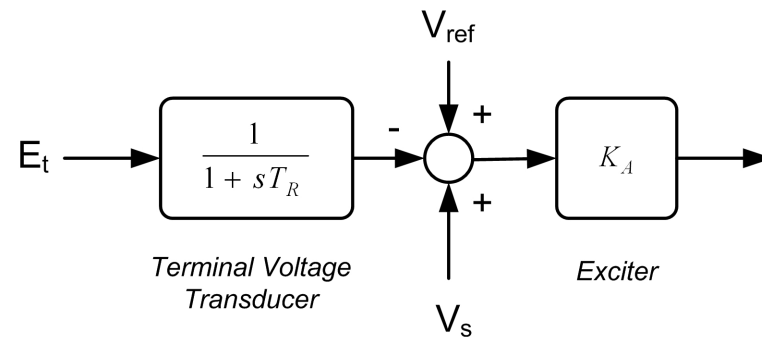 V_ref
+
E_t
1
1 + sT_R
-
K_A
+
Terminal Voltage
Transducer
Exciter
V_s